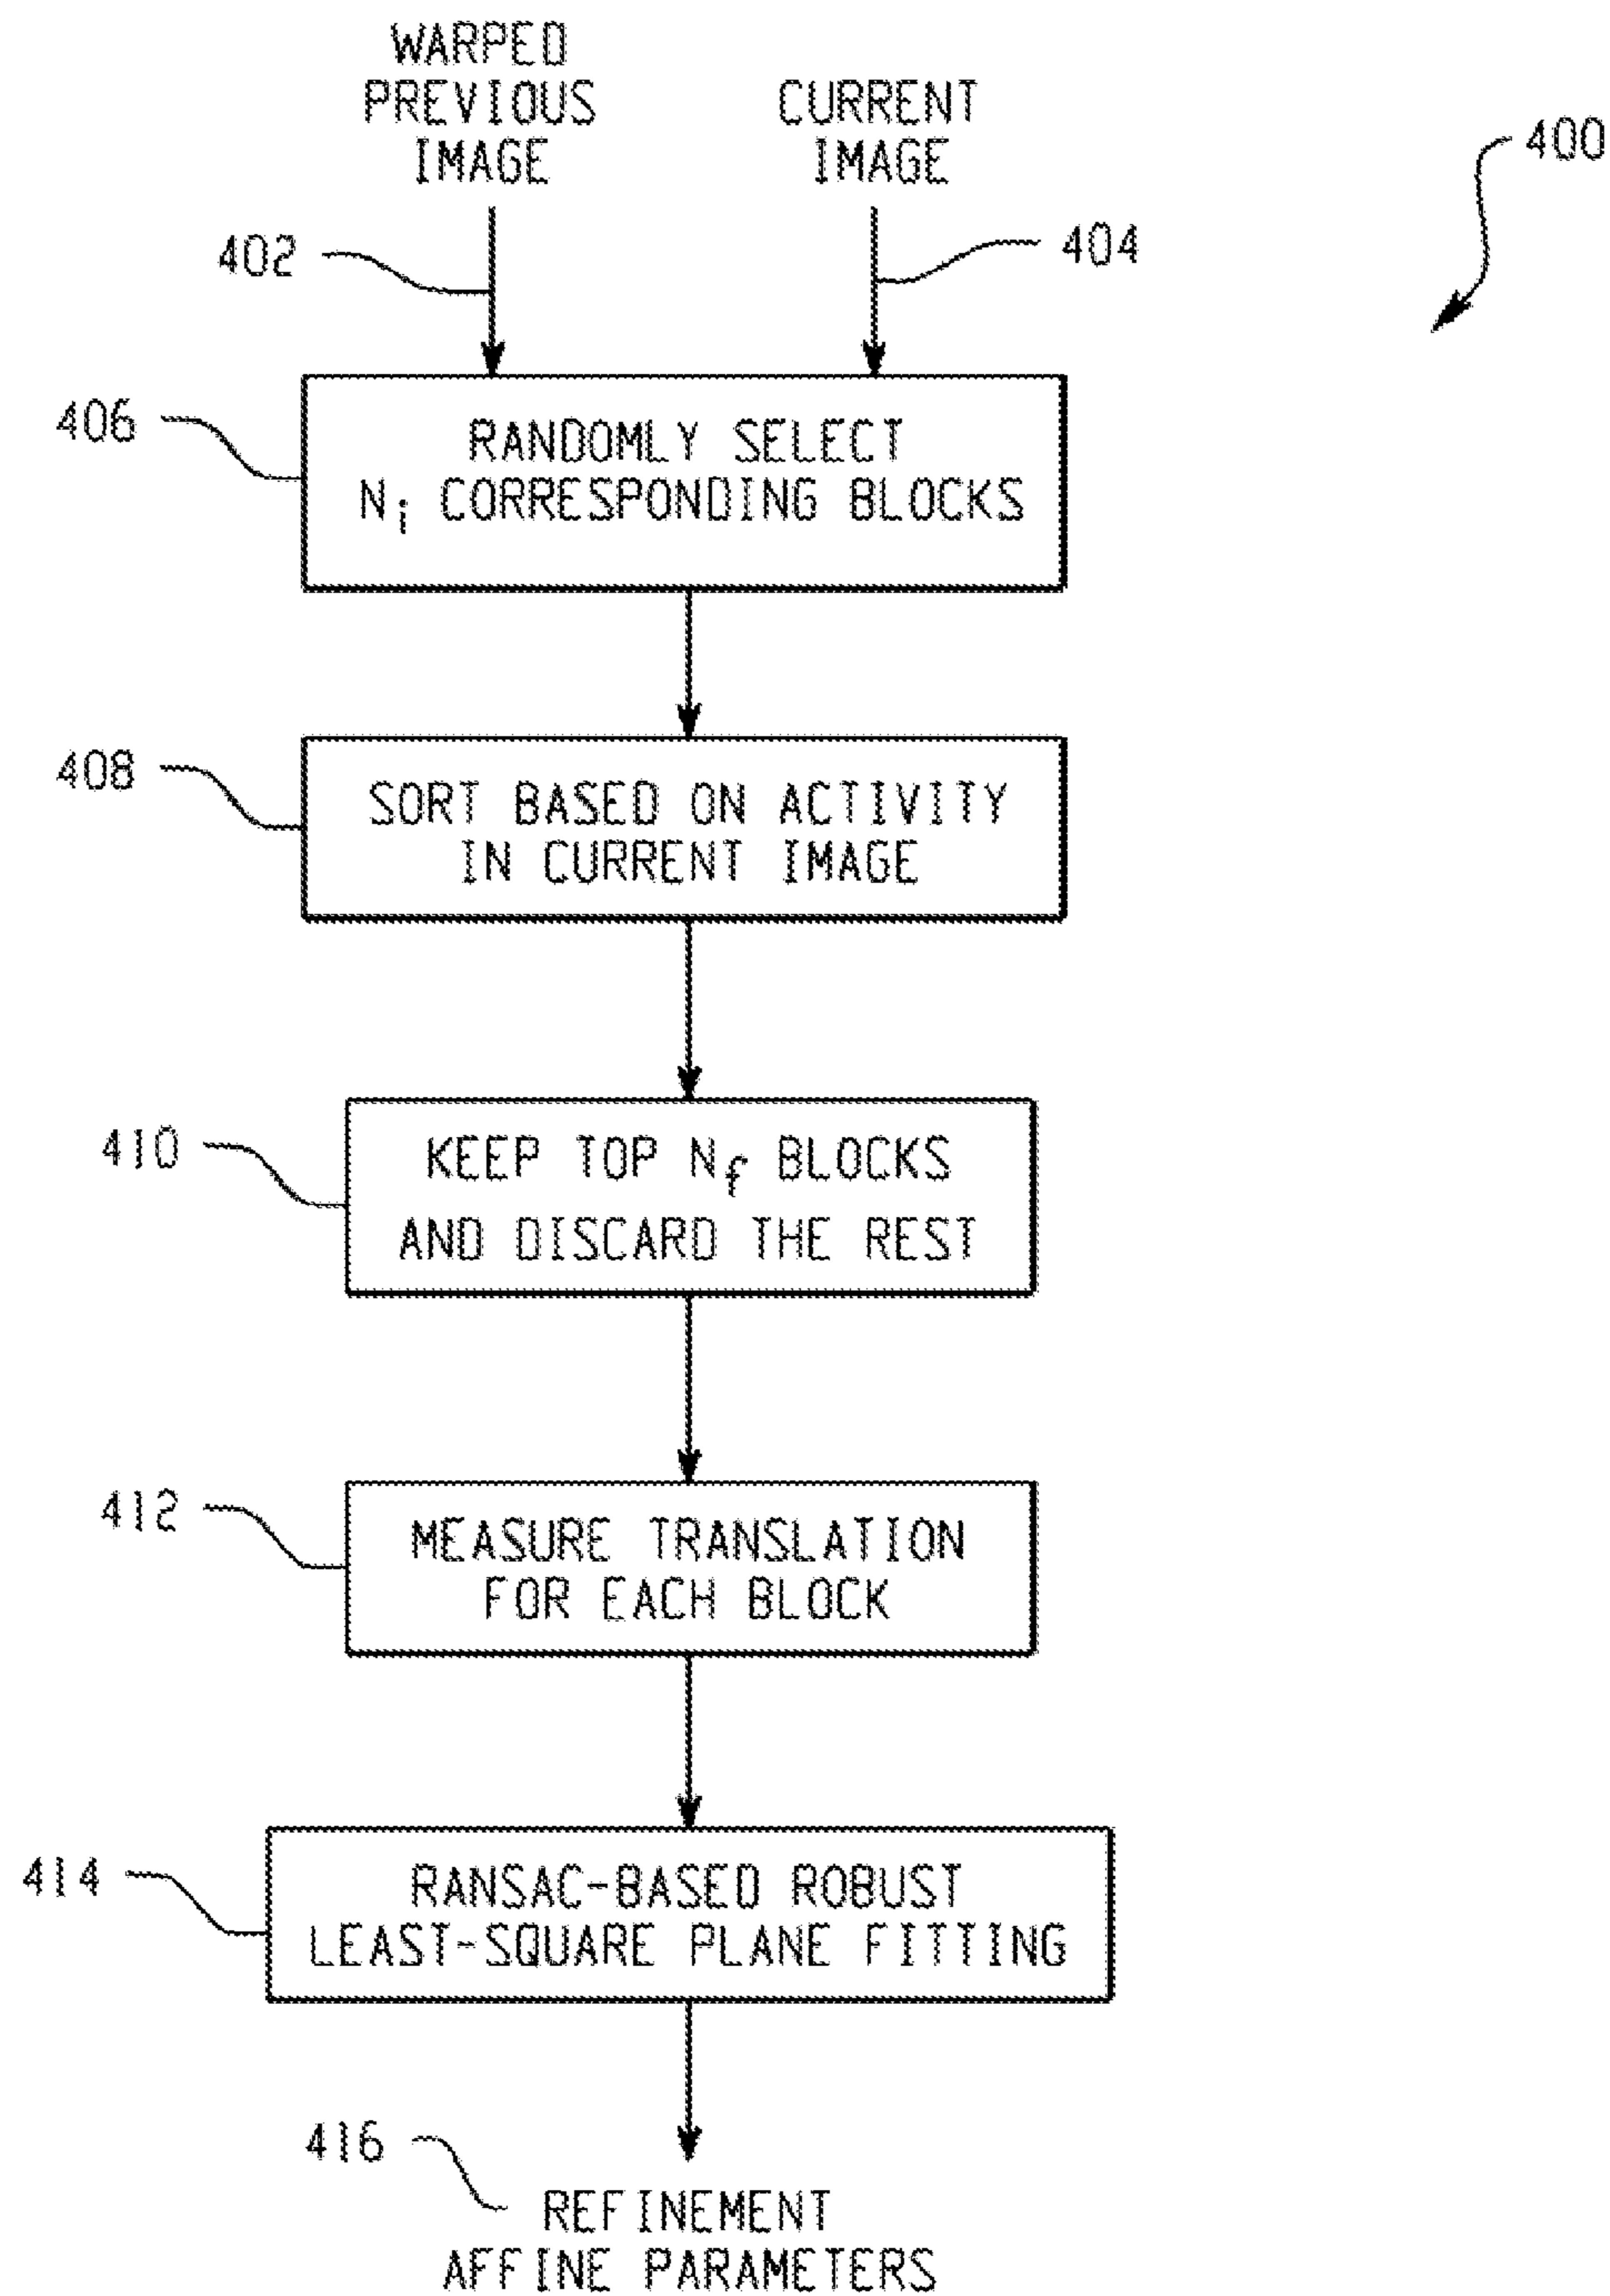 WARPED
PREVIOUS
IMAGE
CURRENT
IMAGE
400
402
404
406
RANDOMLY SELECT
Ni CORRESPONDING BLOCKS
408
SORT BASED ON ACTIVITY
IN CURRENT IMAGE
410
KEEP TOP Nf BLOCKS
AND DISCARD THE REST
412
MEASURE TRANSLATION
FOR EACH BLOCK
414
RANSAC-BASED ROBUST
LEAST-SQUARE PLANE FITTING
416
REFINEMENT
AFFINE PARAMETERS